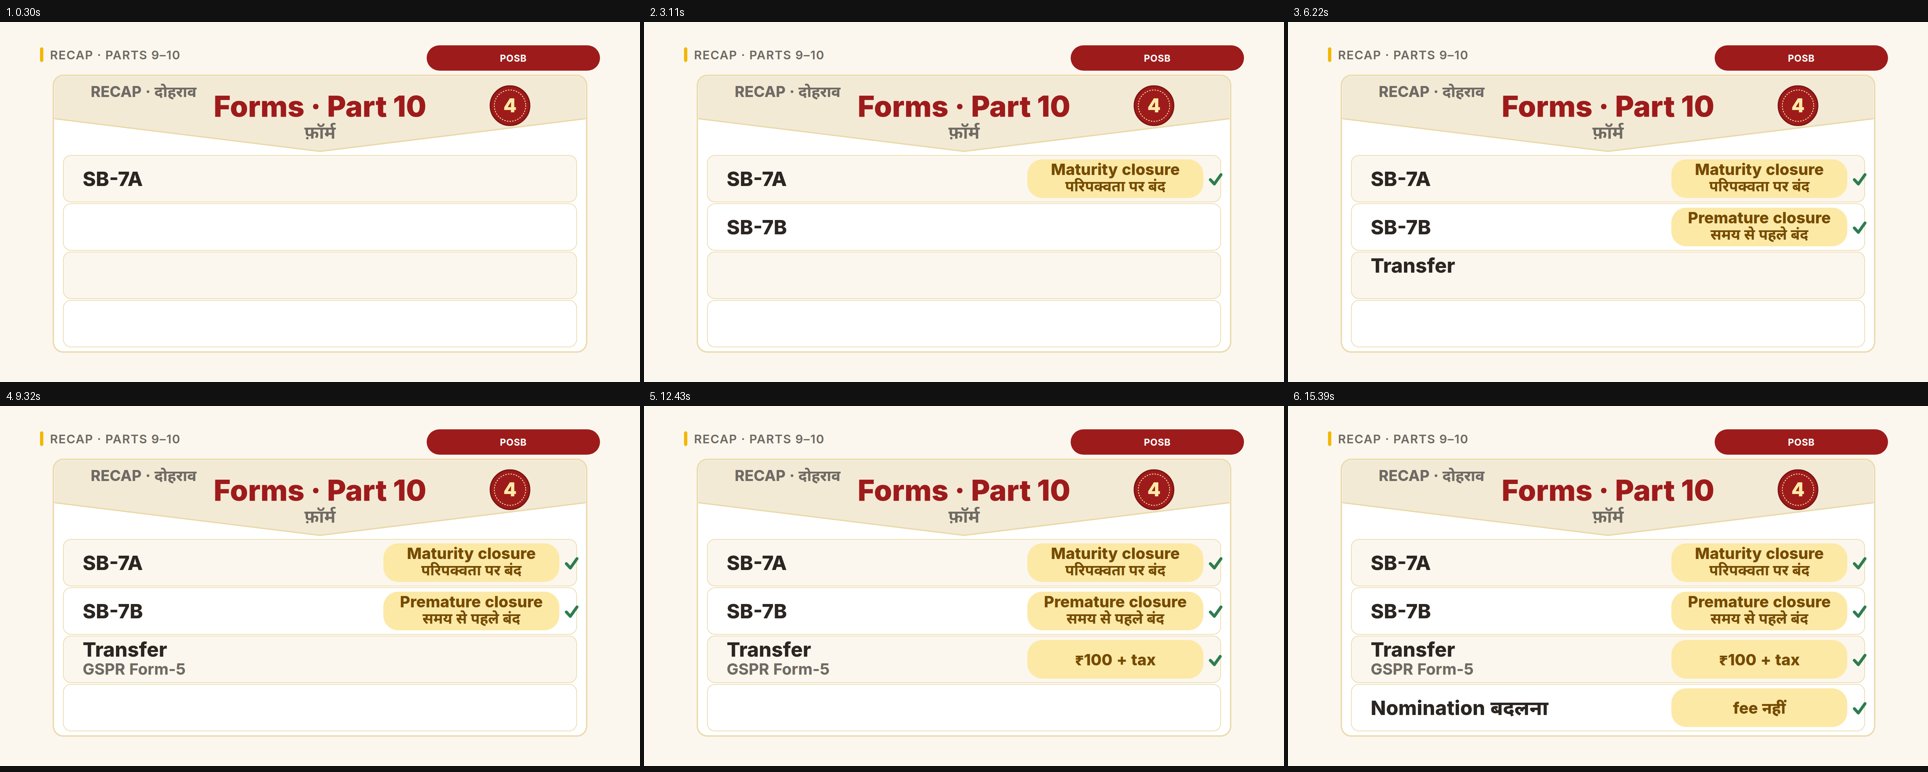 1. 0.30s
RECAP · PARTS 9–10
POSB
RECAP · दोहराव
Forms · Part 10
4
फ़ॉर्म
SB-7A
2. 3.11s
RECAP · PARTS 9–10
POSB
RECAP · दोहराव
Forms · Part 10
4
फ़ॉर्म
SB-7A
Maturity closure
परिपक्वता पर बंद
SB-7B
3. 6.22s
RECAP · PARTS 9–10
POSB
RECAP · दोहराव
Forms · Part 10
4
फ़ॉर्म
SB-7A
Maturity closure
परिपक्वता पर बंद
SB-7B
Premature closure
समय से पहले बंद
Transfer
4. 9.32s
RECAP · PARTS 9–10
POSB
RECAP · दोहराव
Forms · Part 10
4
फ़ॉर्म
SB-7A
Maturity closure
परिपक्वता पर बंद
SB-7B
Premature closure
समय से पहले बंद
Transfer
GSPR Form-5
5. 12.43s
RECAP · PARTS 9–10
POSB
RECAP · दोहराव
Forms · Part 10
4
फ़ॉर्म
SB-7A
Maturity closure
परिपक्वता पर बंद
SB-7B
Premature closure
समय से पहले बंद
Transfer
GSPR Form-5
₹100 + tax
6. 15.39s
RECAP · PARTS 9–10
POSB
RECAP · दोहराव
Forms · Part 10
4
फ़ॉर्म
SB-7A
Maturity closure
परिपक्वता पर बंद
SB-7B
Premature closure
समय से पहले बंद
Transfer
GSPR Form-5
₹100 + tax
Nomination बदलना
fee नहीं